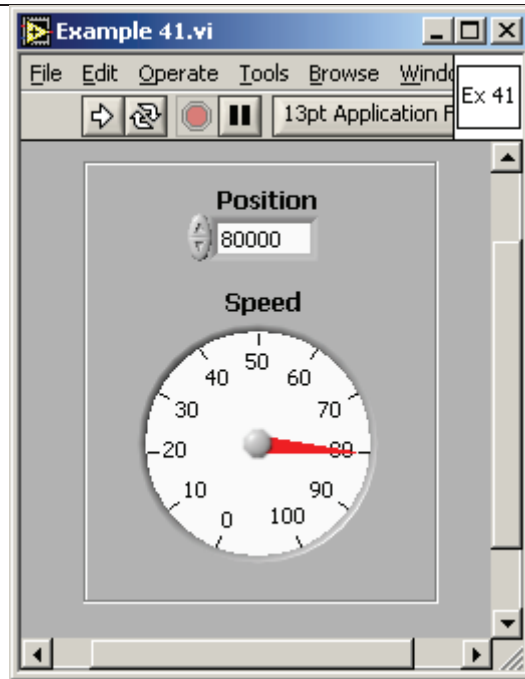 Example 41.vi
File Edit Operate Tools Browse
Ex 41
13pt Application F
Position
80000
Speed
50
40 60
30 70
20 80
10 90
0 100